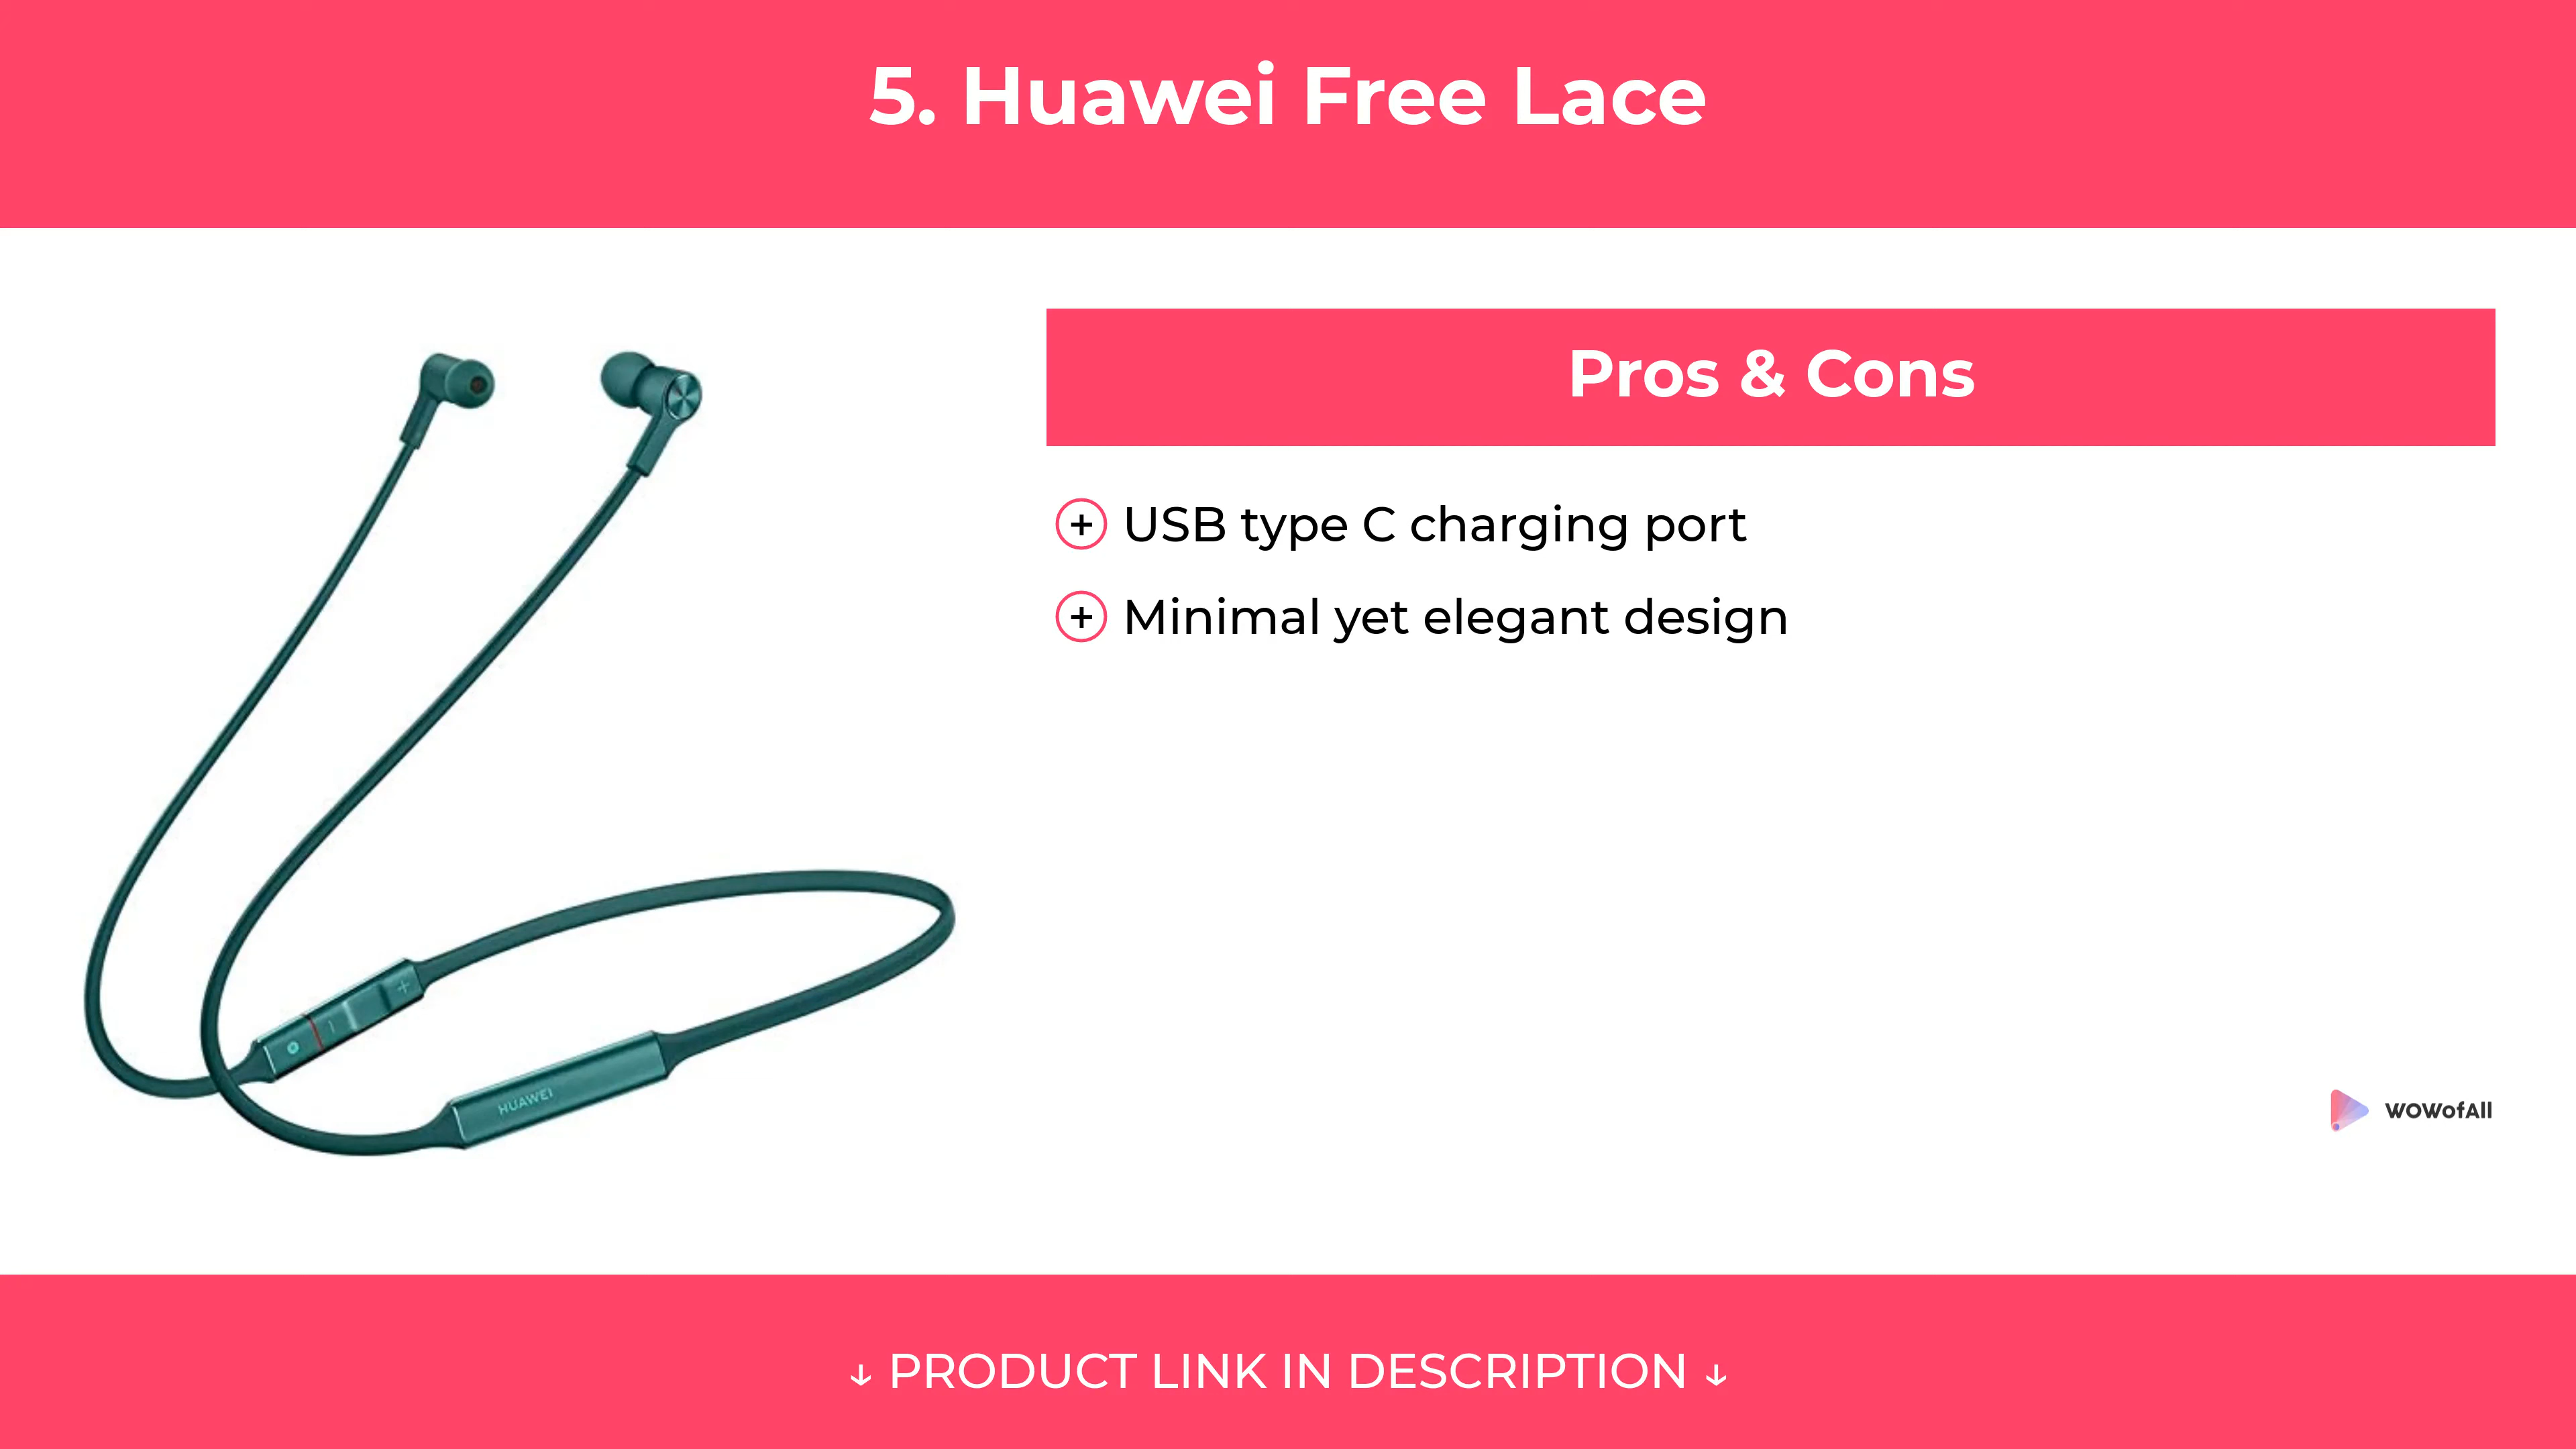 5. Huawei Free Lace
Pros & Cons
+ USB type C charging port
+ Minimal yet elegant design
+
-
HUAWEI
WOWofAll
↓ PRODUCT LINK IN DESCRIPTION ↓